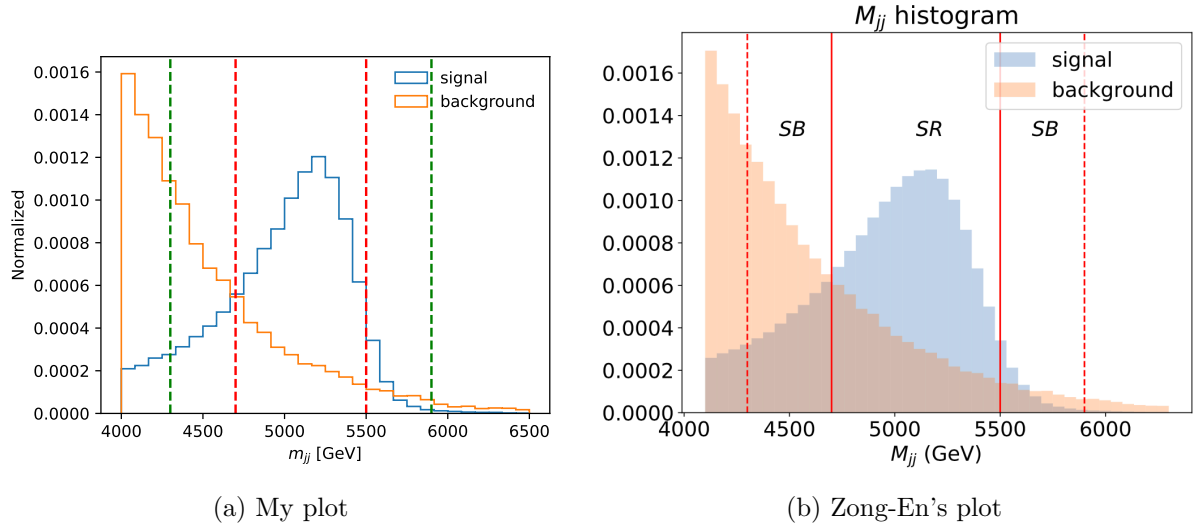 0.0016
0.0014
0.0012
0.0010
0.0008
0.0006
0.0004
0.0002
0.0000
Normalized
signal
background
4000 4500 5000 5500 6000 6500
m_jj [GeV]
(a) My plot
M_jj histogram
0.0016
0.0014
0.0012
0.0010
0.0008
0.0006
0.0004
0.0002
0.0000
signal
background
SB SR SB
4000 4500 5000 5500 6000
M_jj (GeV)
(b) Zong-En's plot